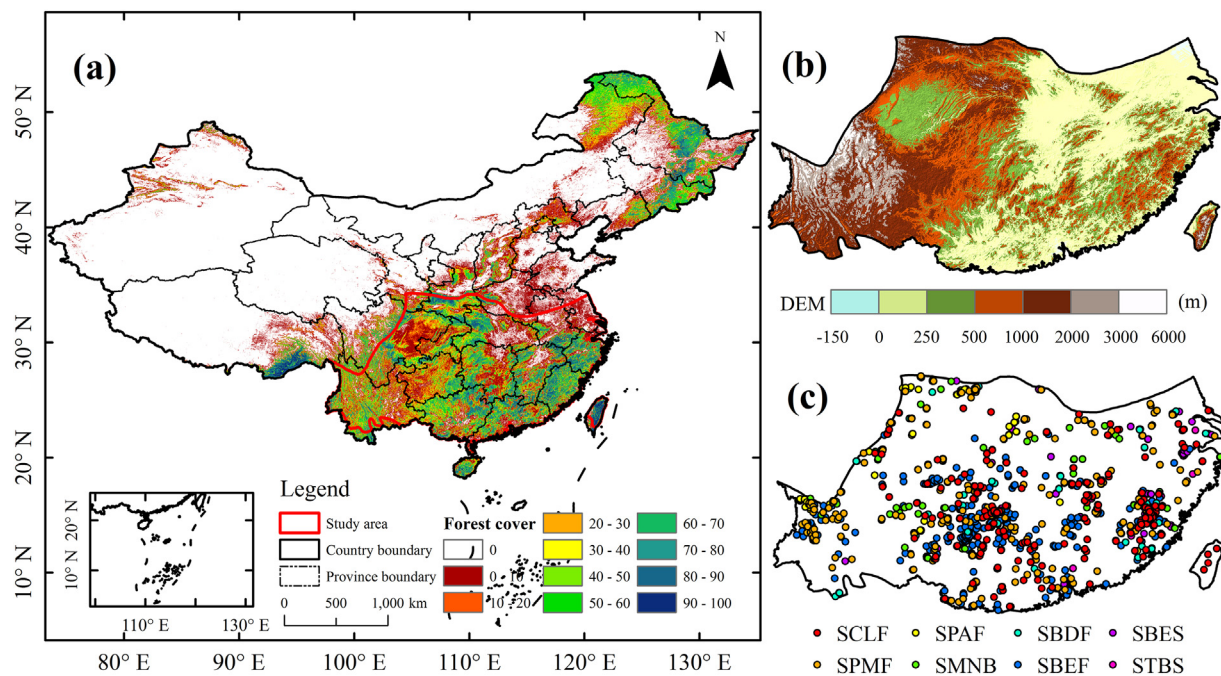 (a)
N
50° N
40° N
30° N
20° N
10° N
80° E
90° E
100° E
110° E
120° E
130° E
20° N
10° N
110° E
130° E
Legend
Study area
Country boundary
Province boundary
0 500 1,000 km
Forest cover
0
0 - 10
10 - 20
20 - 30
30 - 40
40 - 50
50 - 60
60 - 70
70 - 80
80 - 90
90 - 100
(b)
DEM (m)
-150 0 250 500 1000 2000 3000 6000
(c)
SCLF SPAF SBDF SBES
SPMF SMNB SBEF STBS